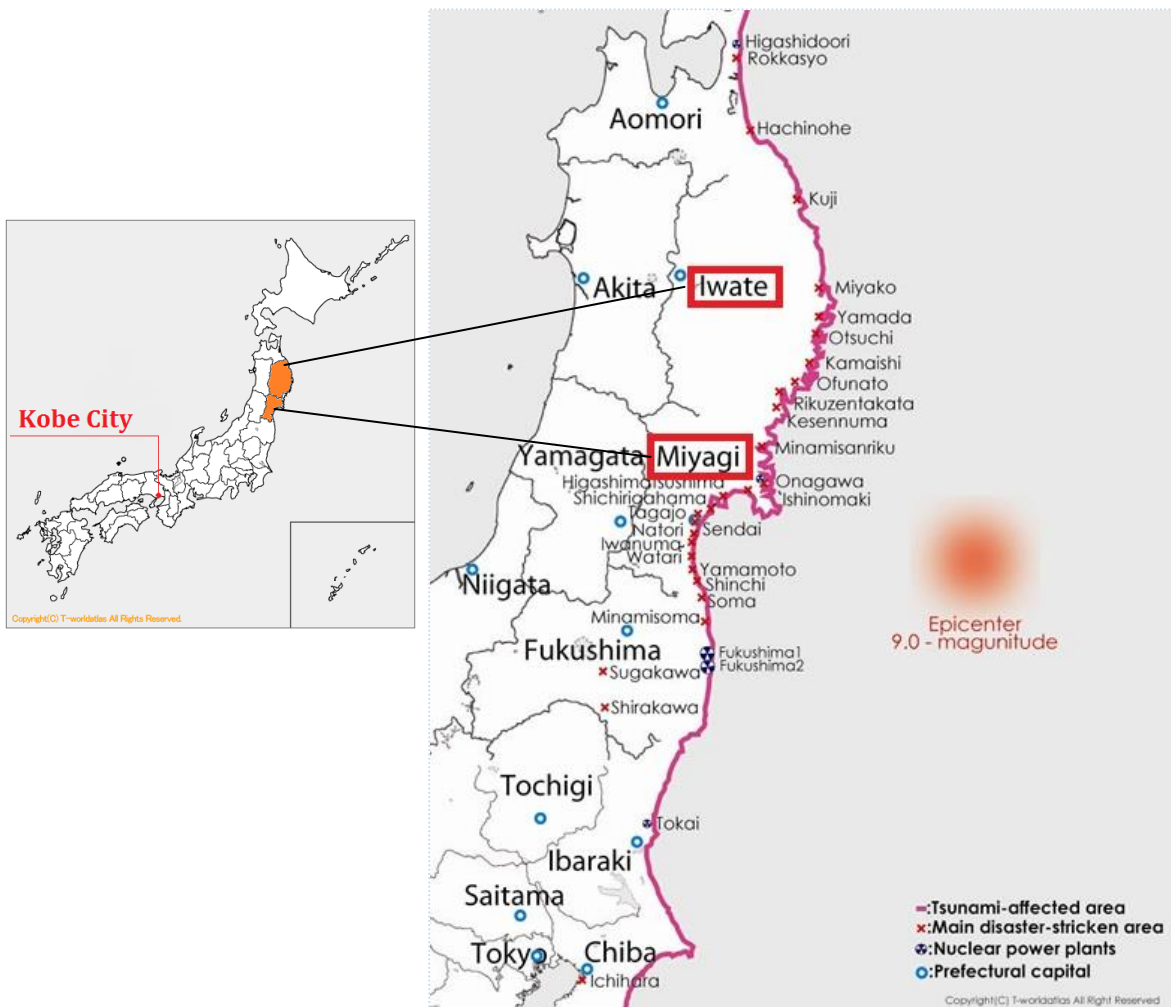 Kobe City
Copyright(C) T-worldatlas All Rights Reserved.
Higashidoori
Rokkasyo
Aomori
Hachinohe
Kuji
Akita
Iwate
Miyako
Yamada
Otsuchi
Kamaishi
Ofunato
Rikuzentakata
Kesennuma
Yamagata
Miyagi
Minamisanriku
Higashimatsushima
Onagawa
Shichirigahama
Ishinomaki
Tagajo
Natori
Sendai
Iwanuma
Watari
Yamamoto
Niigata
Shinchi
Soma
Minamisoma
Epicenter
9.0 - magunitude
Fukushima
Fukushima1
Fukushima2
Sugakawa
Shirakawa
Tochigi
Tokai
Ibaraki
Saitama
Tokyo
Chiba
Ichihara
:Tsunami-affected area
:Main disaster-stricken area
:Nuclear power plants
:Prefectural capital
Copyright(C) T-worldatlas All Right Reserved.